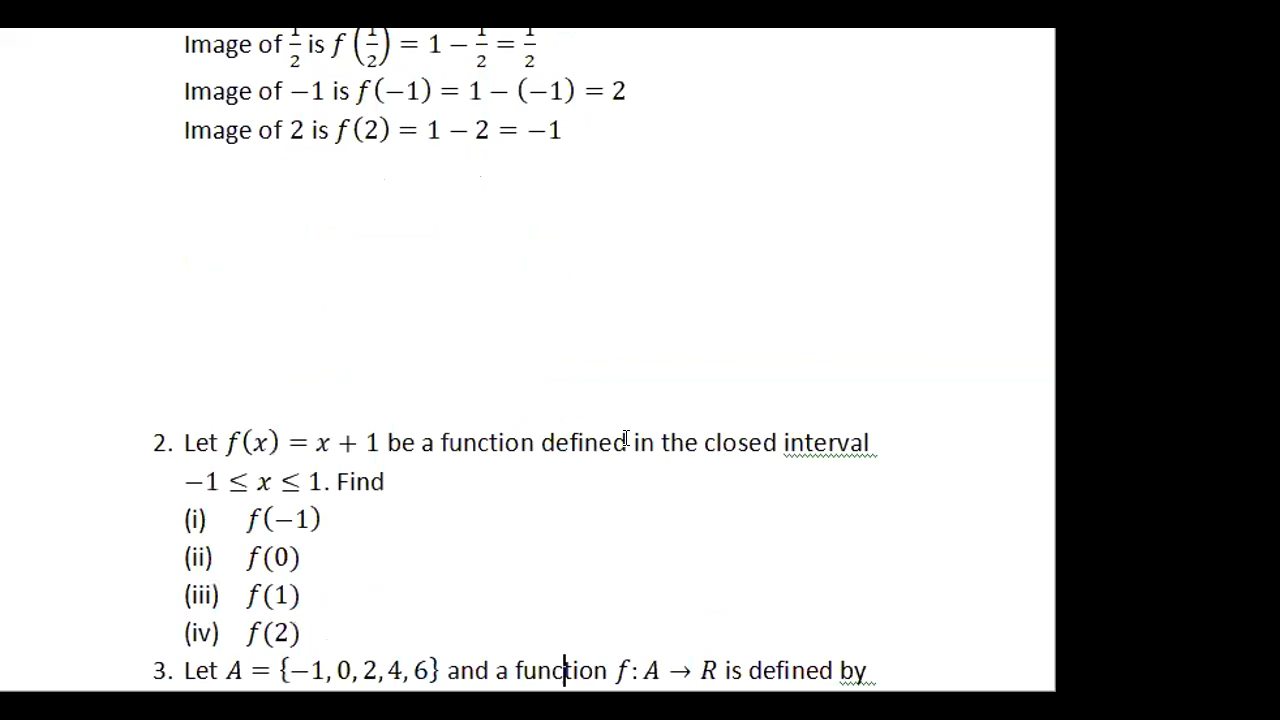 Image of 1/2 is f(1/2) = 1 − 1/2 = 1/2
Image of −1 is f(−1) = 1 − (−1) = 2
Image of 2 is f(2) = 1 − 2 = −1
2. Let f(x) = x + 1 be a function defined in the closed interval
−1 ≤ x ≤ 1. Find
(i) f(−1)
(ii) f(0)
(iii) f(1)
(iv) f(2)
3. Let A = {−1, 0, 2, 4, 6} and a function f: A → R is defined by